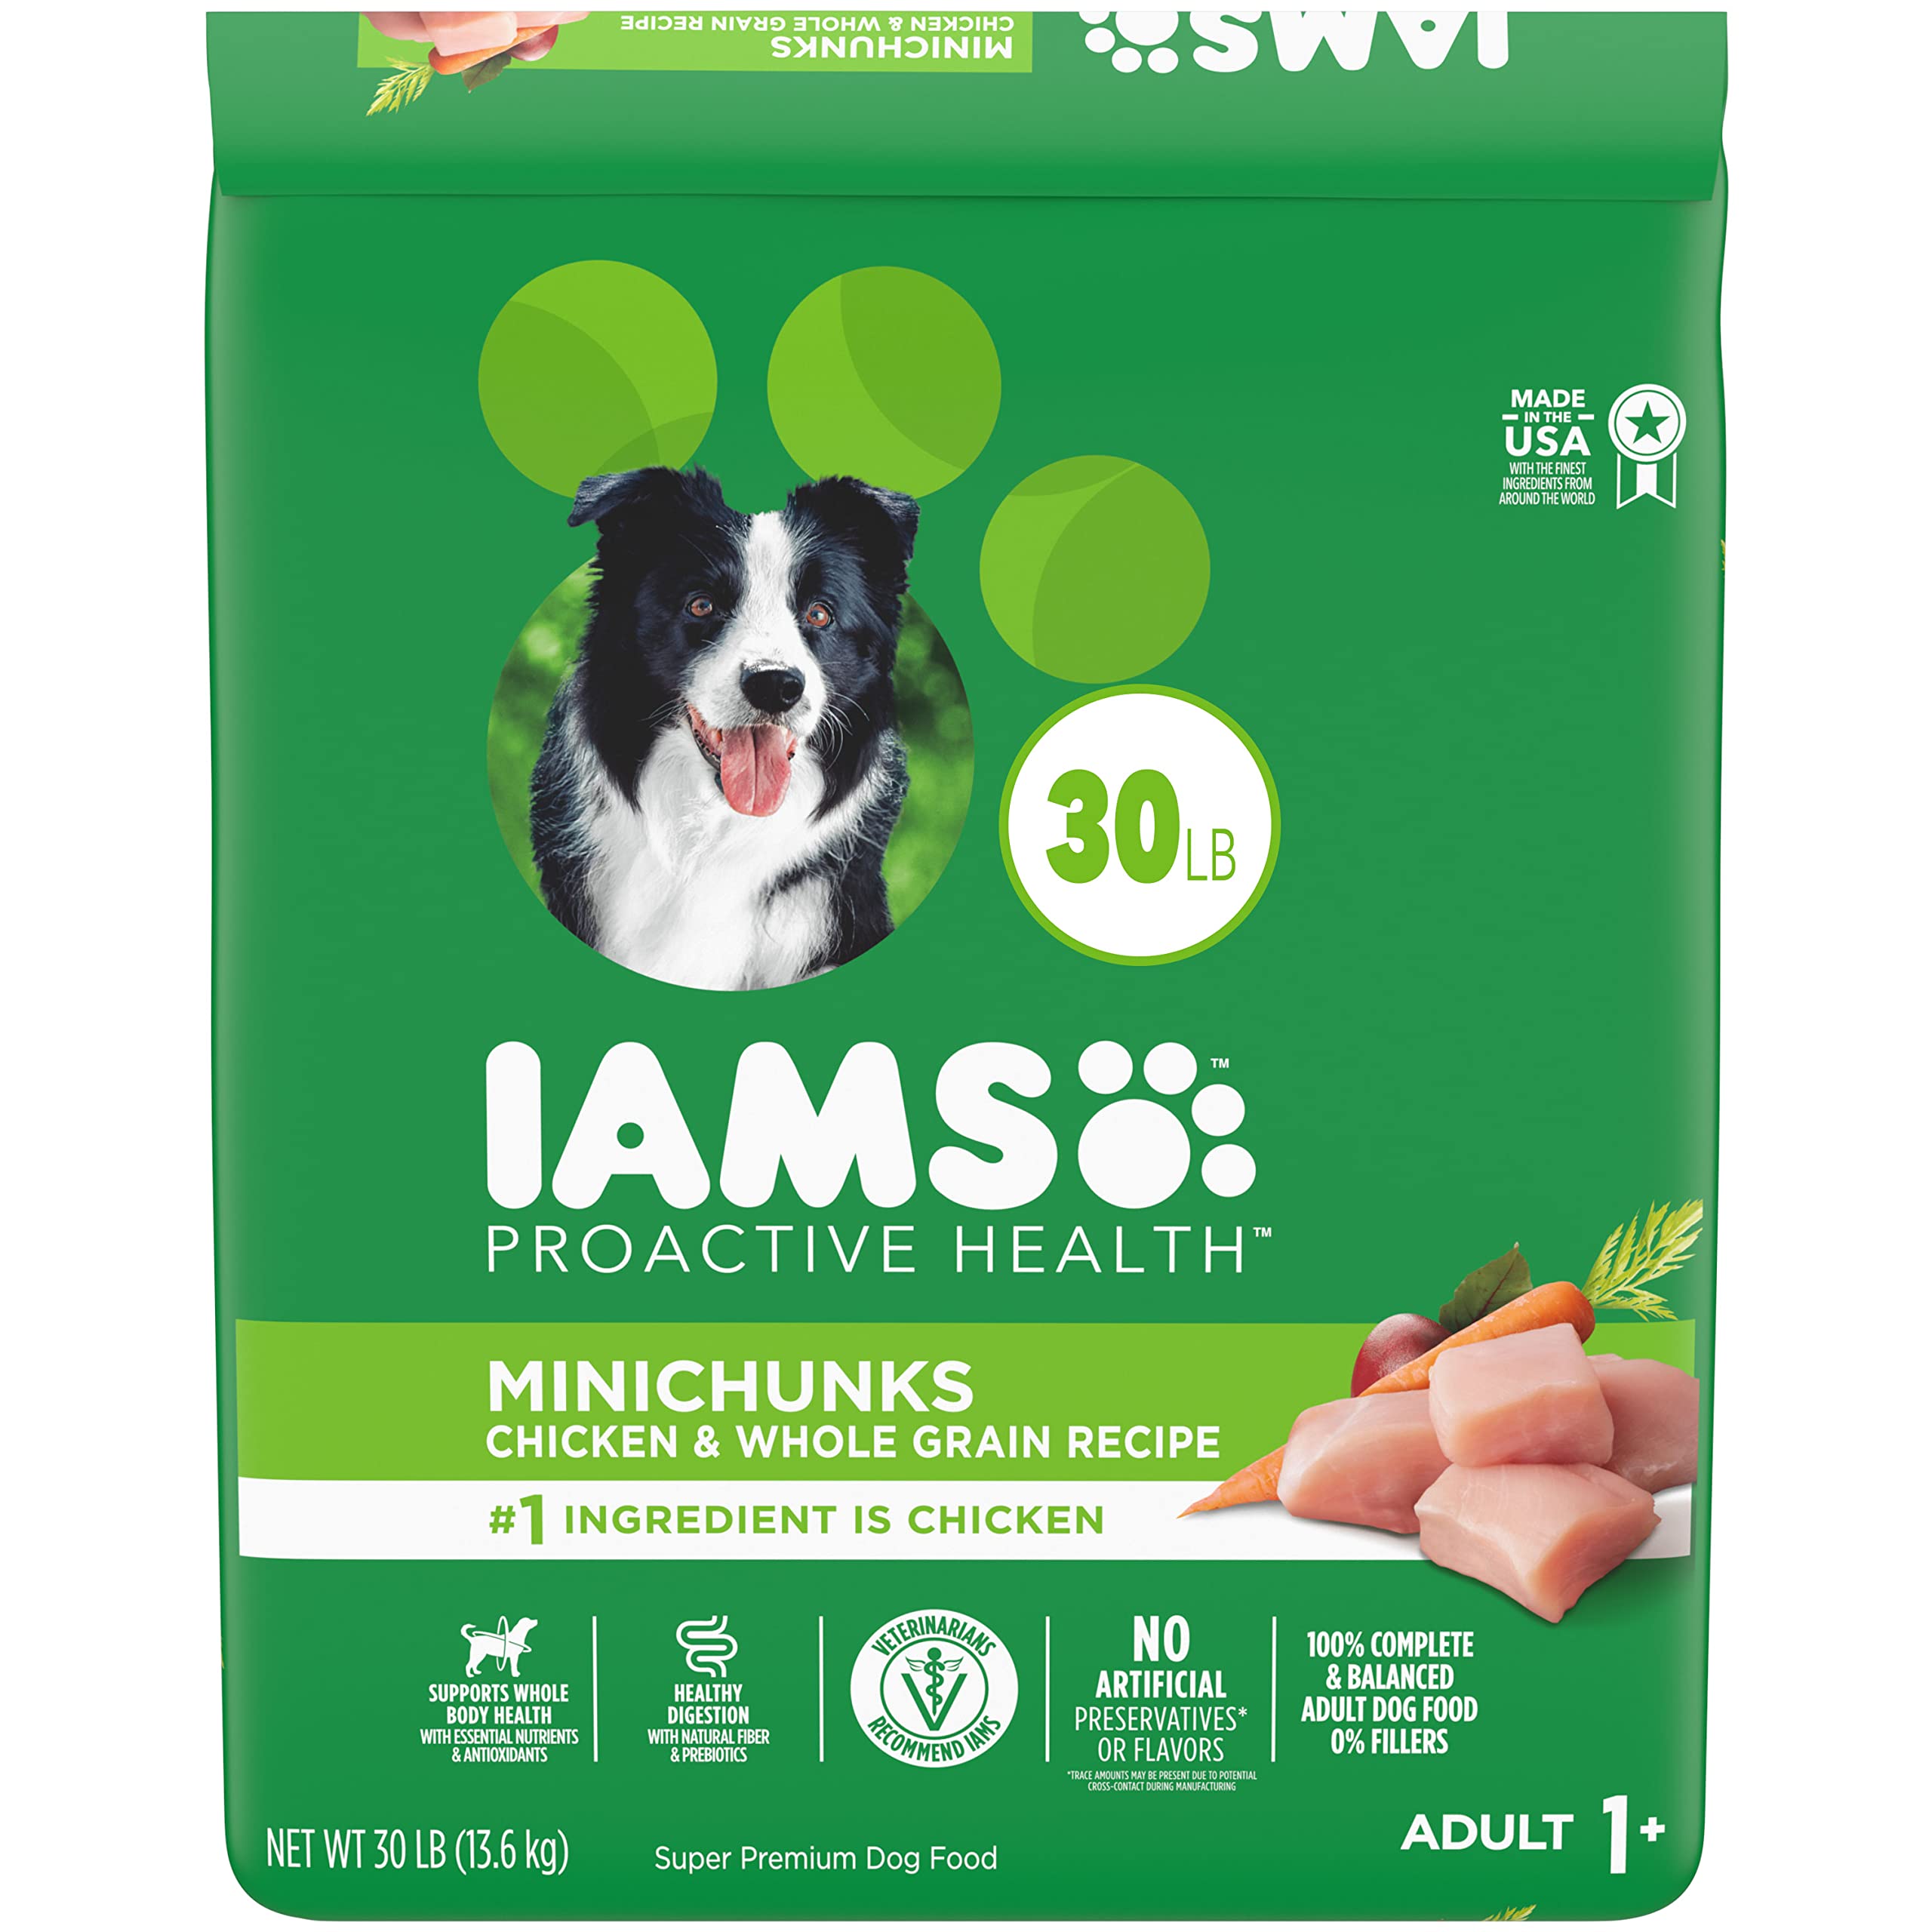 MINICHUNKS
CHICKEN & WHOLE GRAIN RECIPE
IAMS
MADE
IN THE
USA
WITH THE FINEST
INGREDIENTS FROM
AROUND THE WORLD
30 LB
IAMS™
PROACTIVE HEALTH™
MINICHUNKS
CHICKEN & WHOLE GRAIN RECIPE
#1 INGREDIENT IS CHICKEN
SUPPORTS WHOLE
BODY HEALTH
WITH ESSENTIAL NUTRIENTS
& ANTIOXIDANTS
HEALTHY
DIGESTION
WITH NATURAL FIBER
& PREBIOTICS
VETERINARIANS
V
RECOMMEND IAMS
NO
ARTIFICIAL
PRESERVATIVES*
OR FLAVORS
*TRACE AMOUNTS MAY BE PRESENT DUE TO POTENTIAL
CROSS-CONTACT DURING MANUFACTURING
100% COMPLETE
& BALANCED
ADULT DOG FOOD
0% FILLERS
NET WT 30 LB (13.6 kg)
Super Premium Dog Food
ADULT 1+